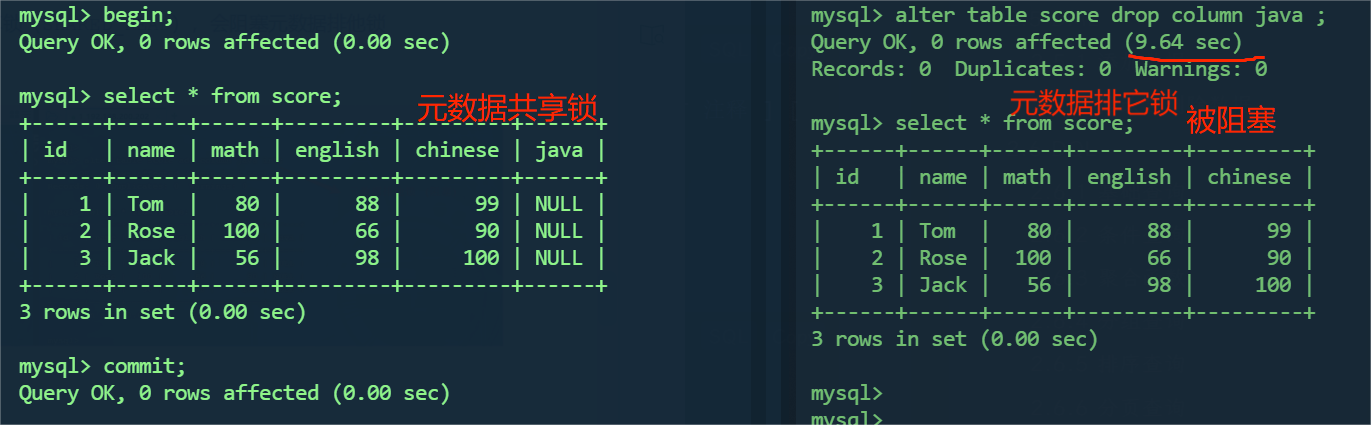 mysql> begin;
Query OK, 0 rows affected (0.00 sec)
mysql> select * from score;
元数据共享锁
+------+------+------+---------+---------+------+
| id   | name | math | english | chinese | java |
+------+------+------+---------+---------+------+
|    1 | Tom  |   80 |      88 |      99 | NULL |
|    2 | Rose |  100 |      66 |      90 | NULL |
|    3 | Jack |   56 |      98 |     100 | NULL |
+------+------+------+---------+---------+------+
3 rows in set (0.00 sec)
mysql> commit;
Query OK, 0 rows affected (0.00 sec)
mysql> alter table score drop column java ;
Query OK, 0 rows affected (9.64 sec)
Records: 0  Duplicates: 0  Warnings: 0
元数据排它锁
被阻塞
mysql> select * from score;
+------+------+------+---------+---------+
| id   | name | math | english | chinese |
+------+------+------+---------+---------+
|    1 | Tom  |   80 |      88 |      99 |
|    2 | Rose |  100 |      66 |      90 |
|    3 | Jack |   56 |      98 |     100 |
+------+------+------+---------+---------+
3 rows in set (0.00 sec)
mysql>
mysql>